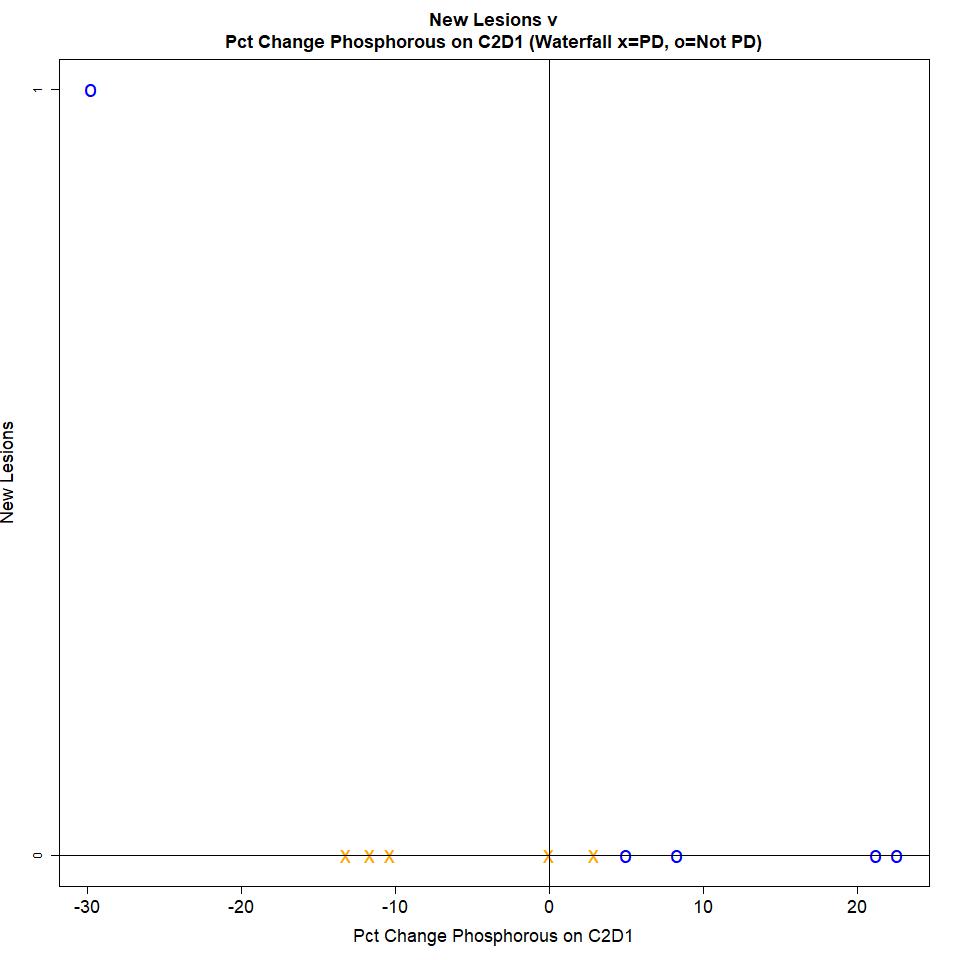 New Lesions v
Pct Change Phosphorous on C2D1 (Waterfall x=PD, o=Not PD)
1
o
New Lesions
0
x x x x x o o o o
-30 -20 -10 0 10 20
Pct Change Phosphorous on C2D1